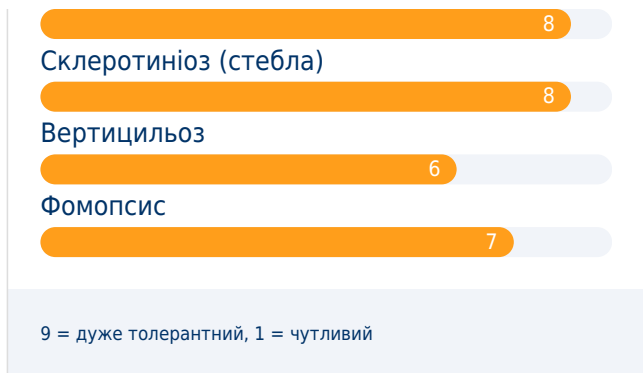 8
Склеротиніоз (стебла)
8
Вертицильоз
6
Фомопсис
7
9 = дуже толерантний, 1 = чутливий